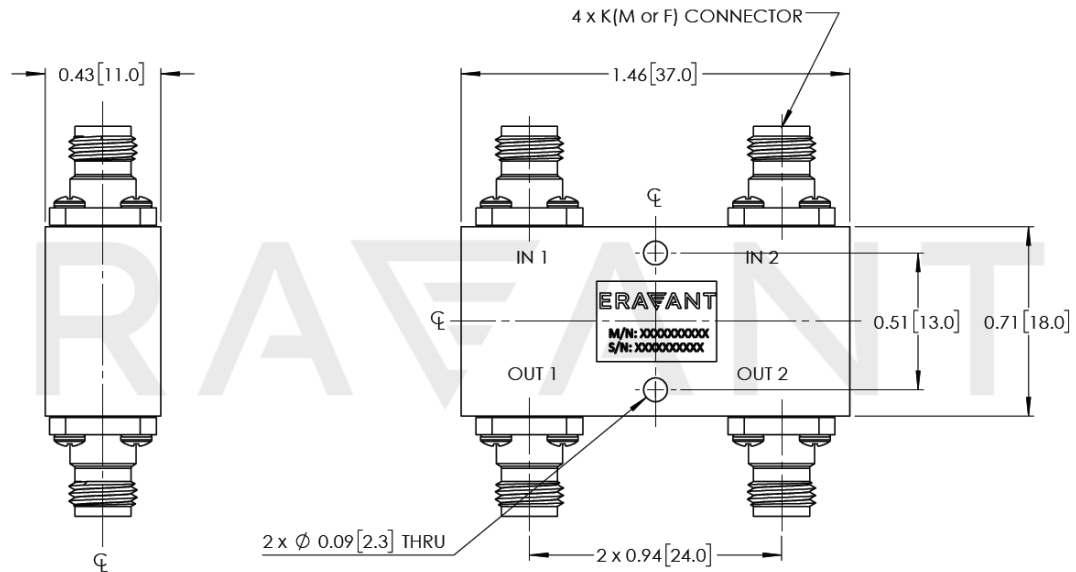 4 x K(M or F) CONNECTOR
0.43[11.0]
1.46[37.0]
℄
IN 1
IN 2
ERAVANT
℄
M/N: XXXXXXXXXX
S/N: XXXXXXXXXX
0.51[13.0]
0.71[18.0]
RAVANT
OUT 1
OUT 2
2 x ∅ 0.09[2.3] THRU
2 x 0.94[24.0]
℄